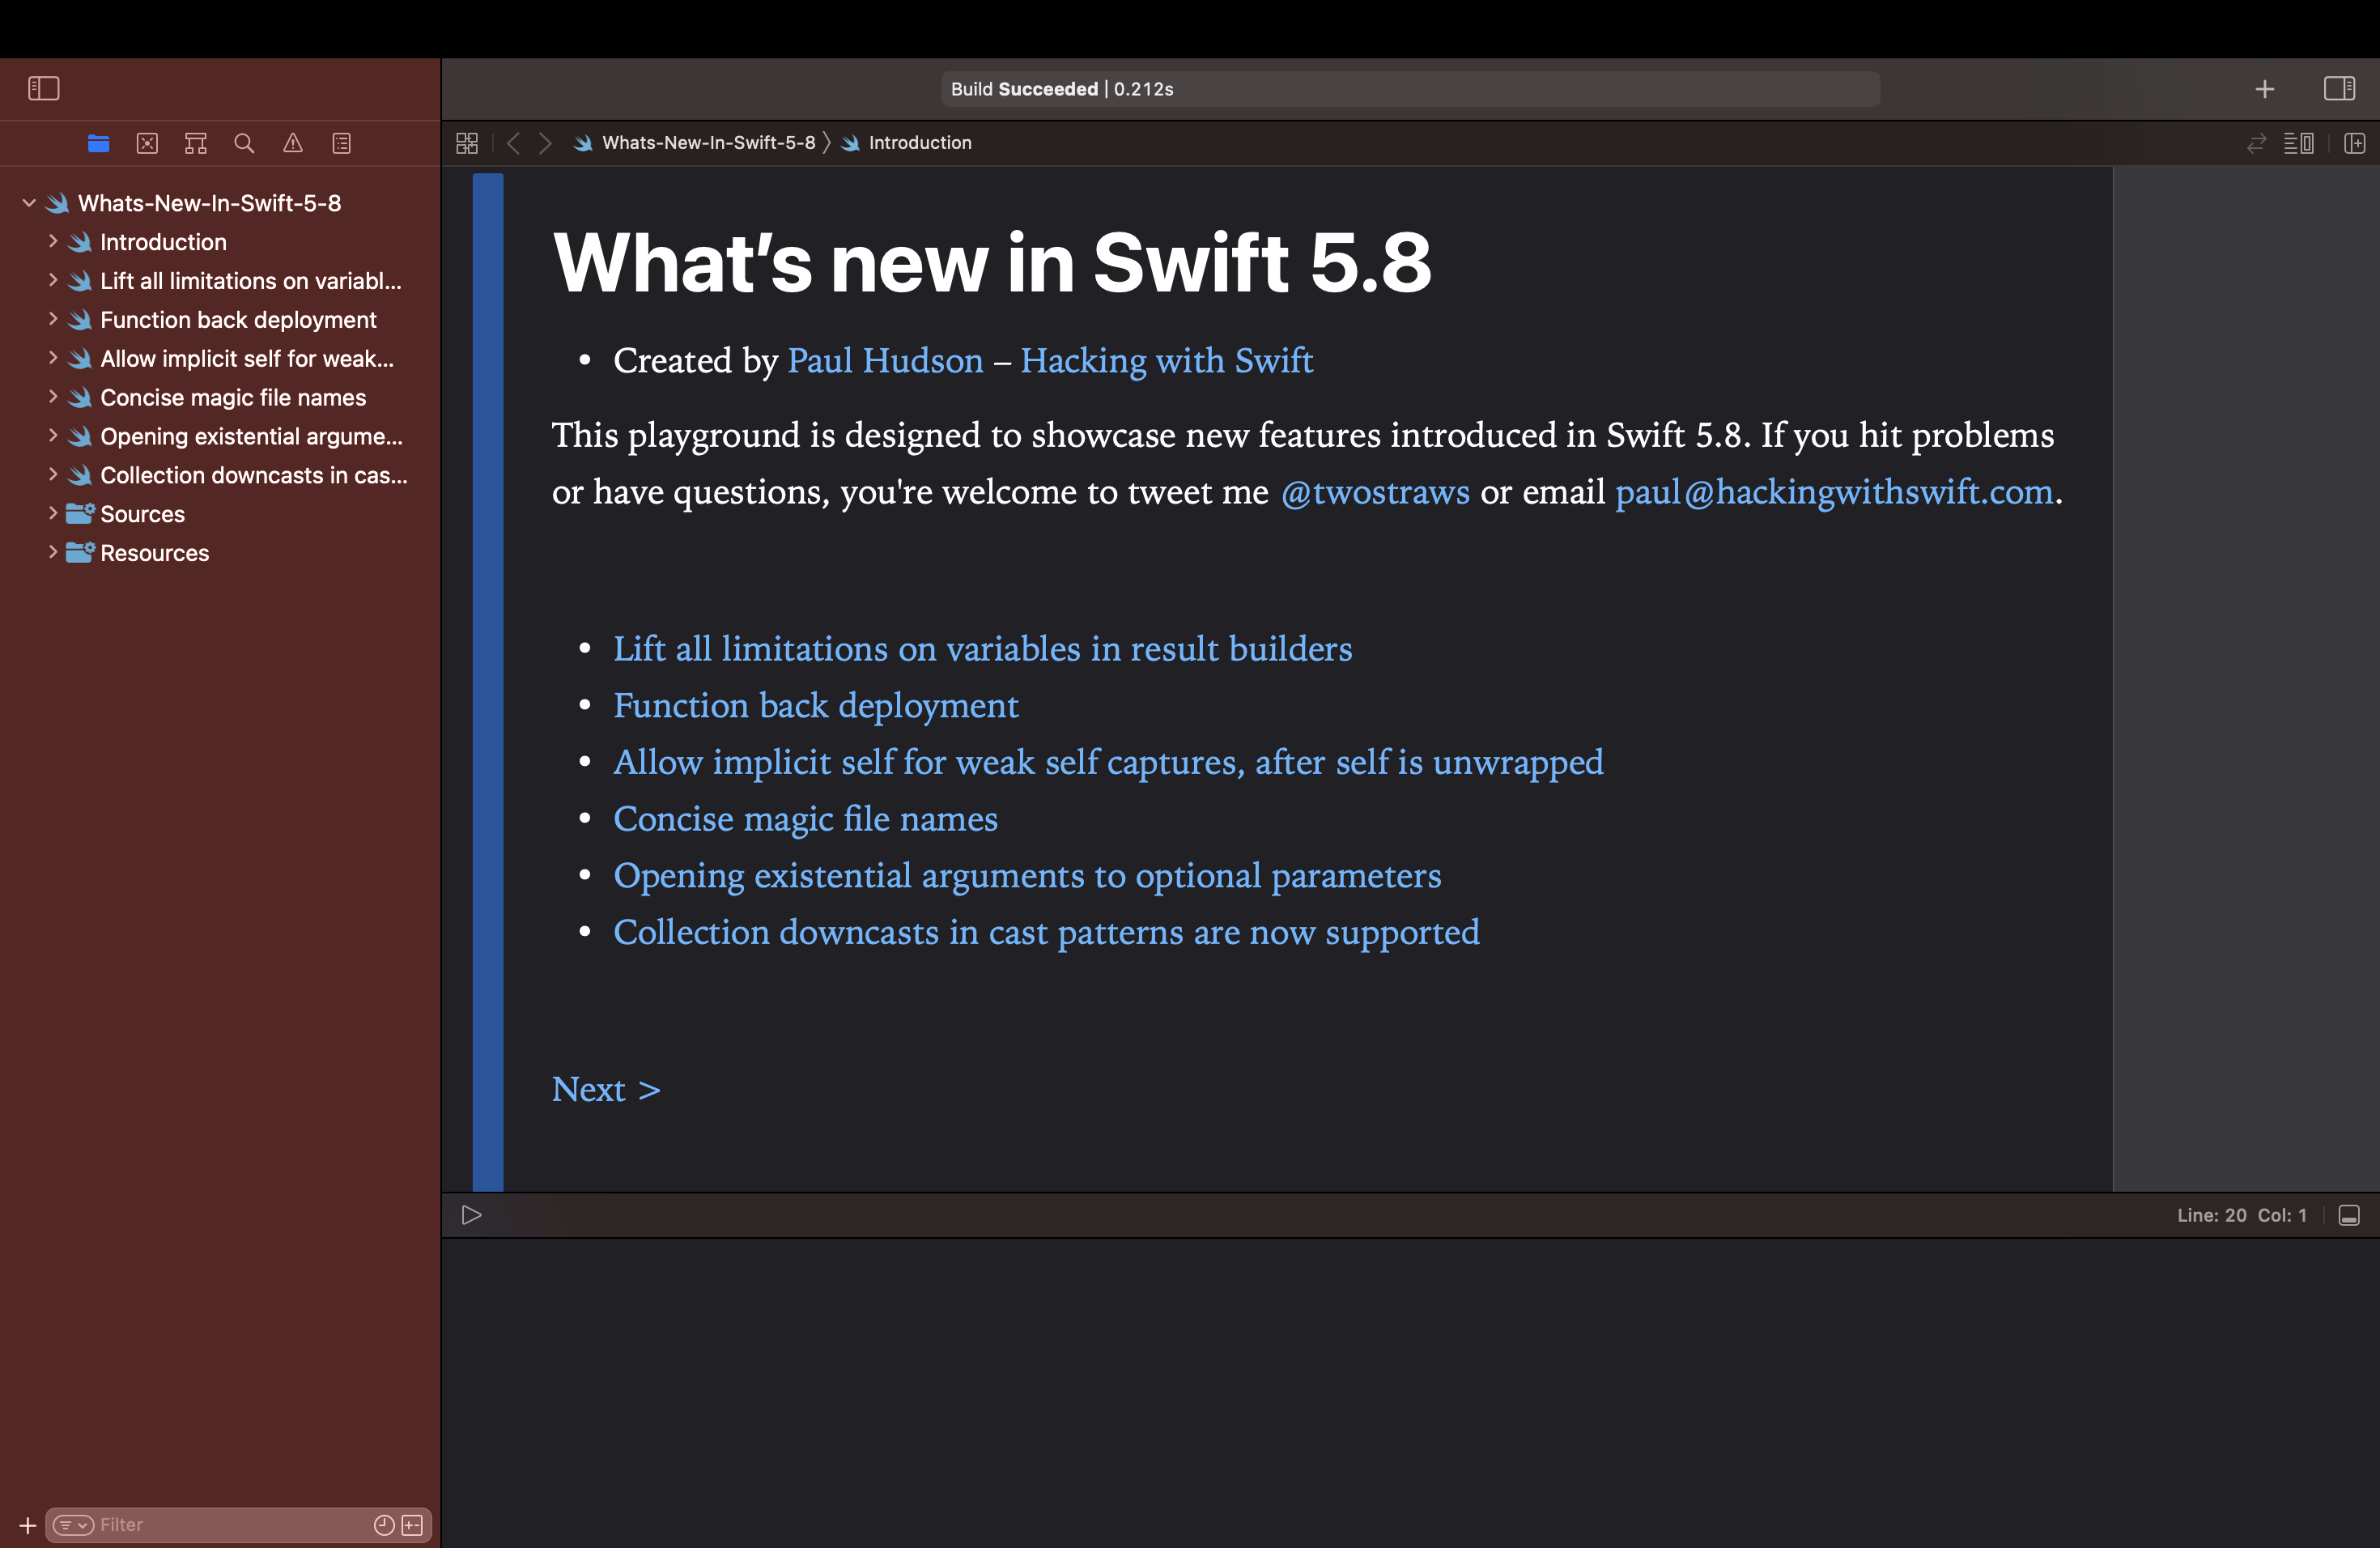 Build Succeeded | 0.212s
Whats-New-In-Swift-5-8 〉 Introduction
Whats-New-In-Swift-5-8
Introduction
Lift all limitations on variabl...
Function back deployment
Allow implicit self for weak...
Concise magic file names
Opening existential argume...
Collection downcasts in cas...
Sources
Resources
Filter
What's new in Swift 5.8
• Created by Paul Hudson – Hacking with Swift
This playground is designed to showcase new features introduced in Swift 5.8. If you hit problems
or have questions, you're welcome to tweet me @twostraws or email paul@hackingwithswift.com.
• Lift all limitations on variables in result builders
• Function back deployment
• Allow implicit self for weak self captures, after self is unwrapped
• Concise magic file names
• Opening existential arguments to optional parameters
• Collection downcasts in cast patterns are now supported
Next >
Line: 20 Col: 1